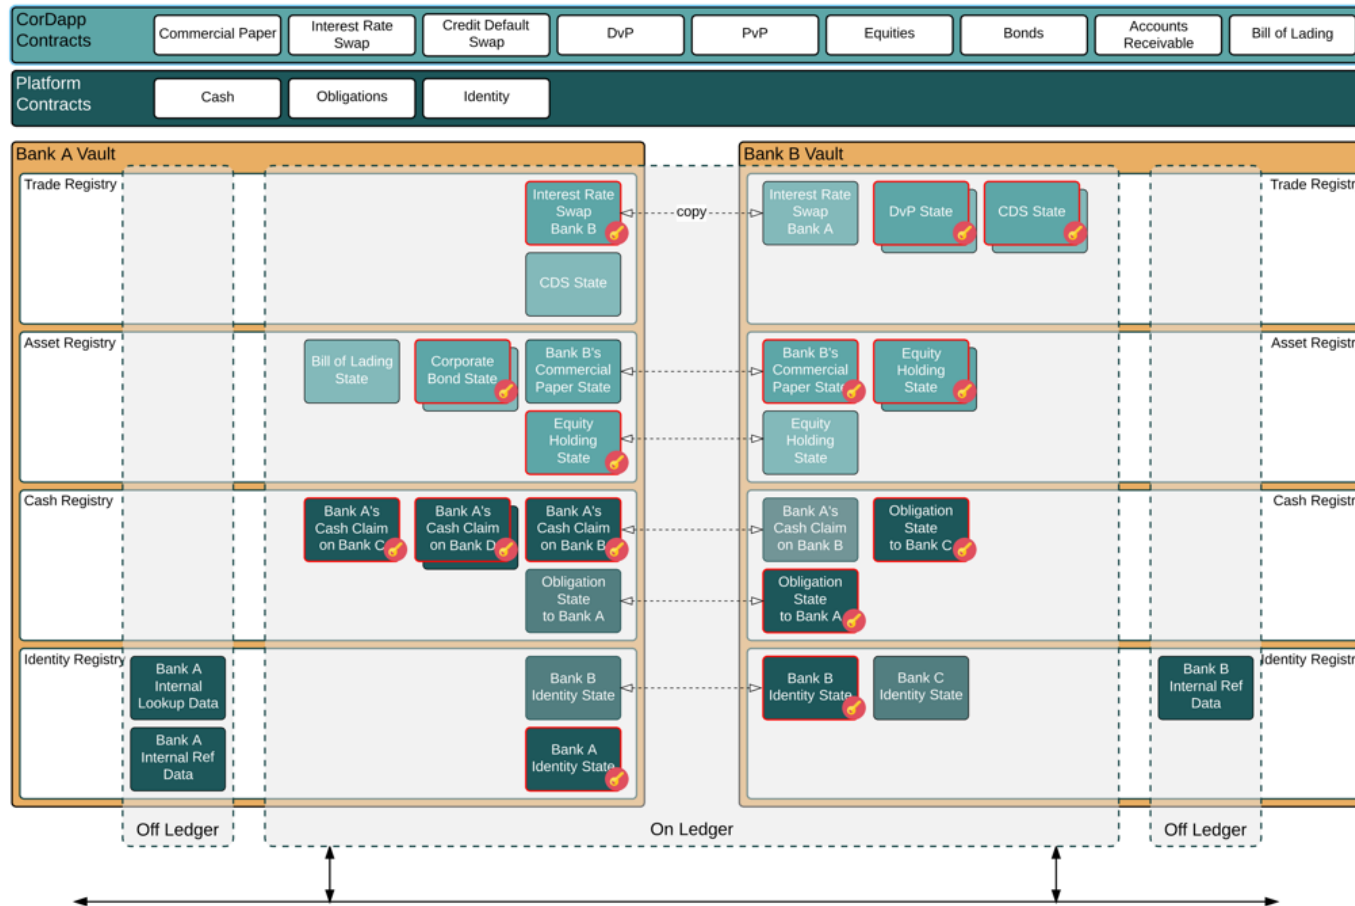 CorDapp
Contracts
Commercial Paper
Interest Rate
Swap
Credit Default
Swap
DvP
PvP
Equities
Bonds
Accounts
Receivable
Bill of Lading
Platform
Contracts
Cash
Obligations
Identity
Bank A Vault
Bank B Vault
Trade Registry
Interest Rate
Swap
Bank B
copy
Interest Rate
Swap
Bank A
DvP State
CDS State
Trade Registr
CDS State
Asset Registry
Bill of Lading
State
Corporate
Bond State
Bank B's
Commercial
Paper State
Bank B's
Commercial
Paper State
Equity
Holding
State
Asset Registr
Equity
Holding
State
Equity
Holding
State
Cash Registry
Bank A's
Cash Claim
on Bank C
Bank A's
Cash Claim
on Bank D
Bank A's
Cash Claim
on Bank B
Bank A's
Cash Claim
on Bank B
Obligation
State
to Bank C
Cash Registr
Obligation
State
to Bank A
Obligation
State
to Bank A
Identity Registry
Bank A
Internal
Lookup Data
Bank B
Identity State
Bank B
Identity State
Bank C
Identity State
Bank B
Internal Ref
Data
Identity Registr
Bank A
Internal Ref
Data
Bank A
Identity State
Off Ledger
On Ledger
Off Ledger